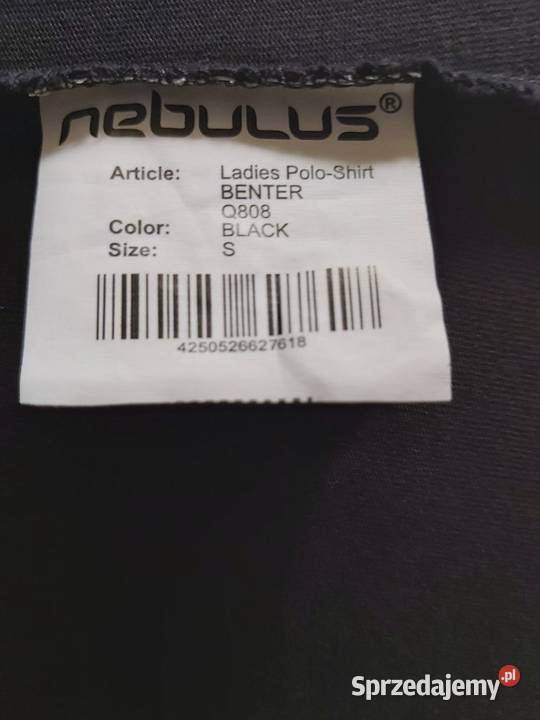 nebulus®
Article: Ladies Polo-Shirt
BENTER
Q808
Color: BLACK
Size: S
4250526627618
Sprzedajemy.pl